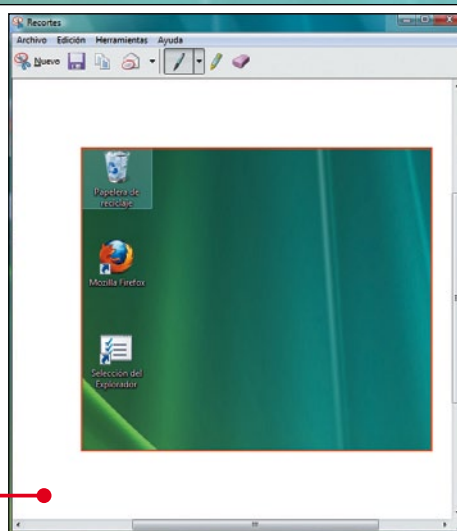 Recortes
Archivo Edición Herramientas Ayuda
Nuevo
Papelera de
reciclaje
Mozilla Firefox
Selección del
Explorador